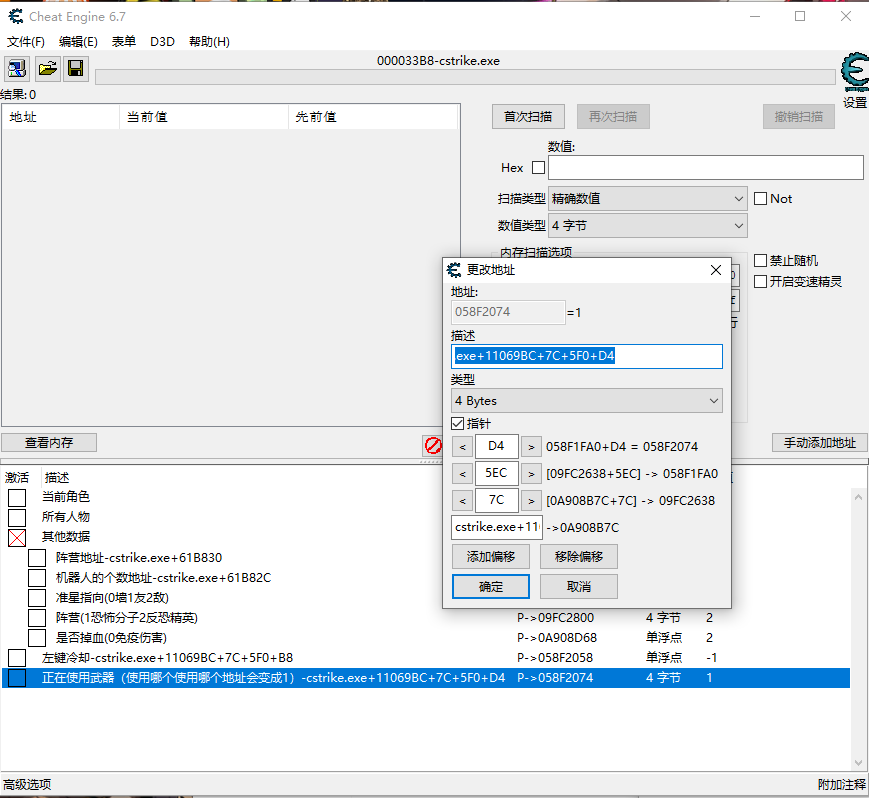 Cheat Engine 6.7
文件(F) 编辑(E) 表单 D3D 帮助(H)
000033B8-cstrike.exe
设置
结果: 0
地址 当前值 先前值
首次扫描 再次扫描 撤销扫描
数值:
Hex
扫描类型 精确数值 Not
数值类型 4 字节
内存扫描选项
禁止随机
开启变速精灵
更改地址
地址:
058F2074 =1
描述
exe+11069BC+7C+5F0+D4
类型
4 Bytes
指针
< D4 > 058F1FA0+D4 = 058F2074
< 5EC > [09FC2638+5EC] -> 058F1FA0
< 7C > [0A908B7C+7C] -> 09FC2638
cstrike.exe+11 ->0A908B7C
添加偏移 移除偏移
确定 取消
查看内存 手动添加地址
激活 描述
当前角色
所有人物
其他数据
阵营地址-cstrike.exe+61B830
机器人的个数地址-cstrike.exe+61B82C
准星指向(0墙1友2敌)
阵营(1恐怖分子2反恐精英) P->09FC2800 4 字节 2
是否掉血(0免疫伤害) P->0A908D68 单浮点 2
左键冷却-cstrike.exe+11069BC+7C+5F0+B8 P->058F2058 单浮点 -1
正在使用武器（使用哪个使用哪个地址会变成1）-cstrike.exe+11069BC+7C+5F0+D4 P->058F2074 4 字节 1
高级选项 附加注释